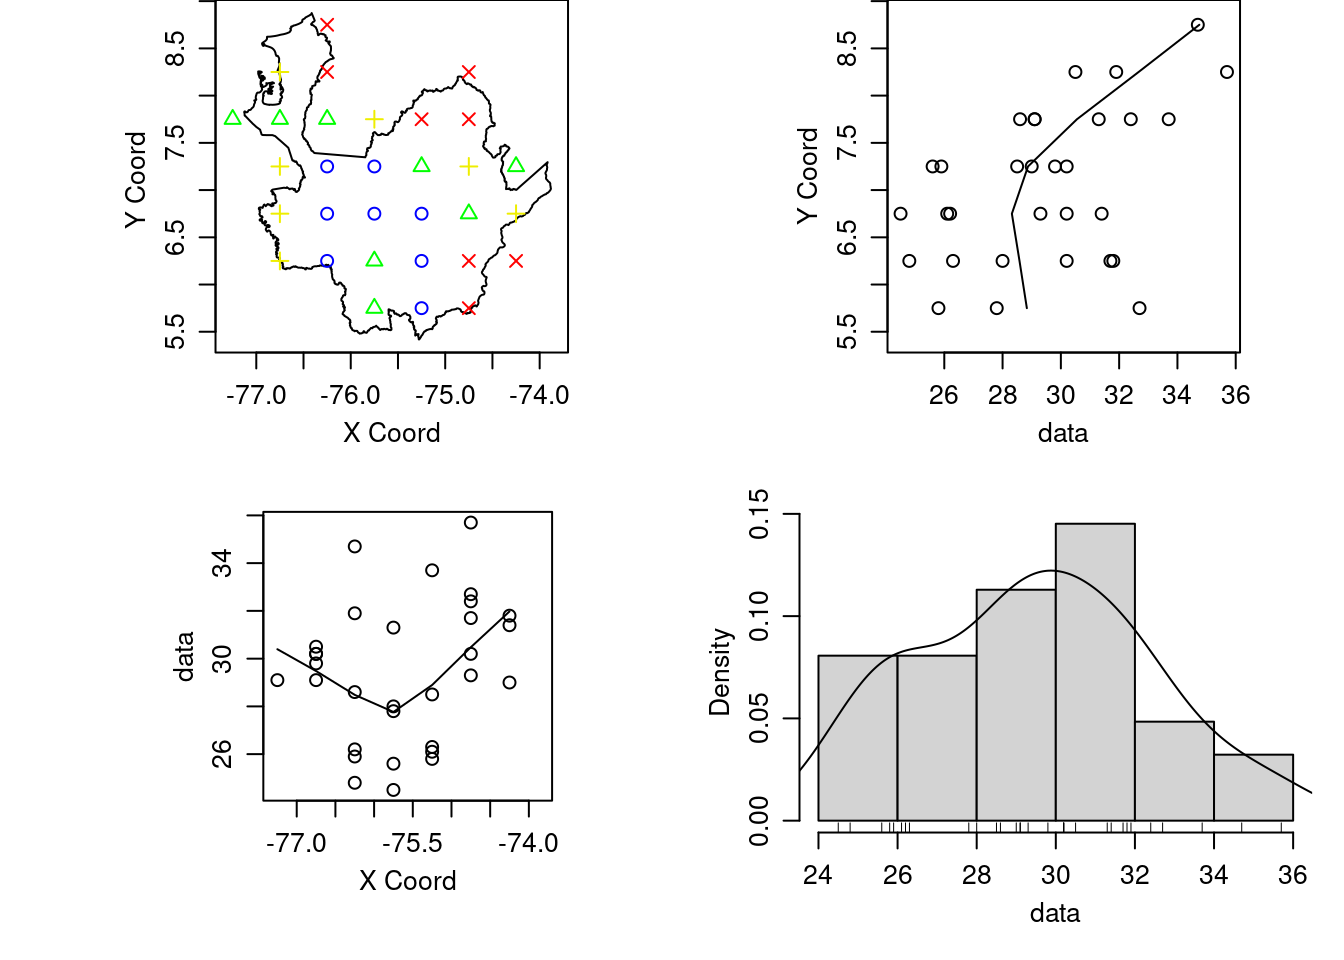 8.5
7.5
6.5
5.5
Y Coord
-77.0 -76.0 -75.0 -74.0
X Coord
8.5
7.5
6.5
5.5
Y Coord
26 28 30 32 34 36
data
34
30
26
data
-77.0 -75.5 -74.0
X Coord
0.15
0.10
0.05
0.00
Density
24 26 28 30 32 34 36
data